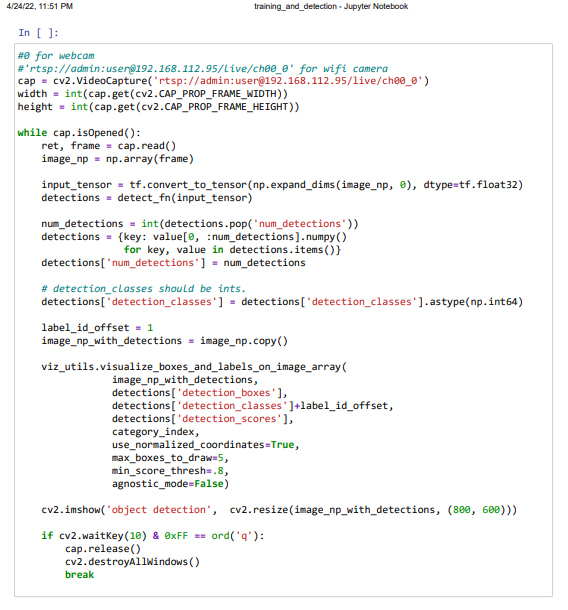 4/24/22, 11:51 PM training_and_detection - Jupyter Notebook
In [ ]:
#0 for webcam
#'rtsp://admin:user@192.168.112.95/live/ch00_0' for wifi camera
cap = cv2.VideoCapture('rtsp://admin:user@192.168.112.95/live/ch00_0')
width = int(cap.get(cv2.CAP_PROP_FRAME_WIDTH))
height = int(cap.get(cv2.CAP_PROP_FRAME_HEIGHT))

while cap.isOpened():
    ret, frame = cap.read()
    image_np = np.array(frame)

    input_tensor = tf.convert_to_tensor(np.expand_dims(image_np, 0), dtype=tf.float32)
    detections = detect_fn(input_tensor)

    num_detections = int(detections.pop('num_detections'))
    detections = {key: value[0, :num_detections].numpy()
                  for key, value in detections.items()}
    detections['num_detections'] = num_detections

    # detection_classes should be ints.
    detections['detection_classes'] = detections['detection_classes'].astype(np.int64)

    label_id_offset = 1
    image_np_with_detections = image_np.copy()

    viz_utils.visualize_boxes_and_labels_on_image_array(
                image_np_with_detections,
                detections['detection_boxes'],
                detections['detection_classes']+label_id_offset,
                detections['detection_scores'],
                category_index,
                use_normalized_coordinates=True,
                max_boxes_to_draw=5,
                min_score_thresh=.8,
                agnostic_mode=False)

    cv2.imshow('object detection',  cv2.resize(image_np_with_detections, (800, 600)))

    if cv2.waitKey(10) & 0xFF == ord('q'):
        cap.release()
        cv2.destroyAllWindows()
        break